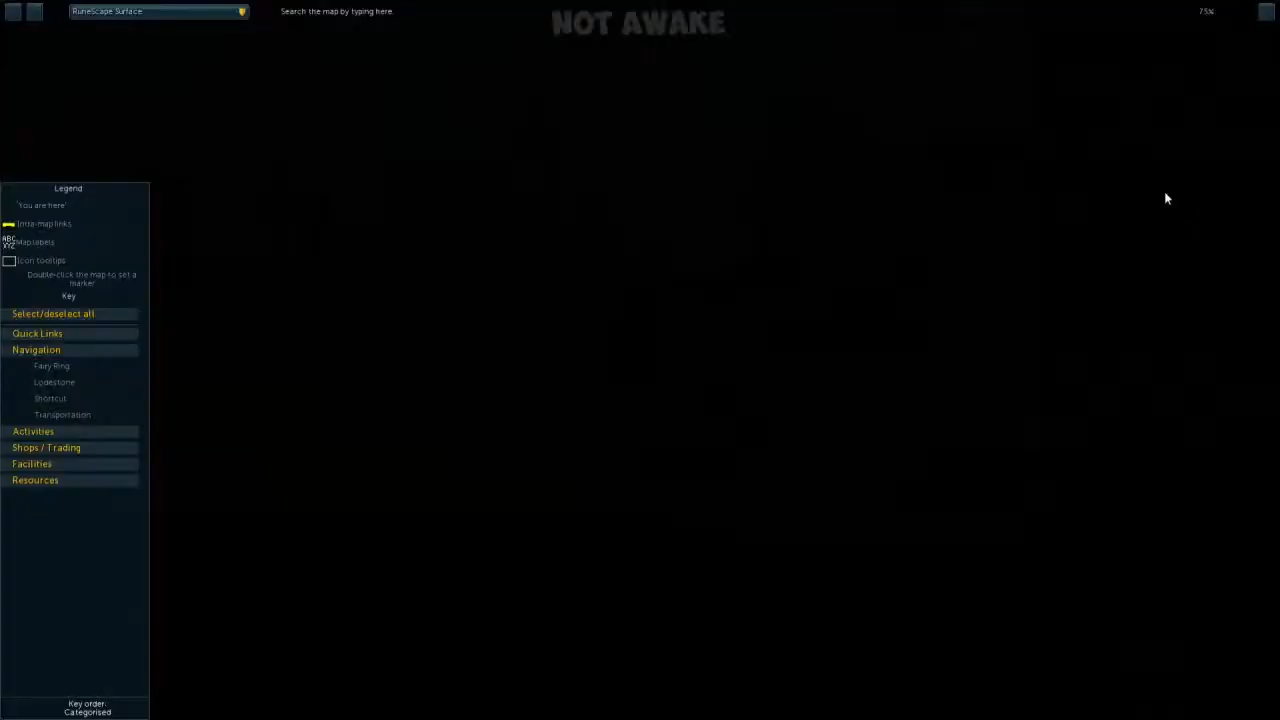 RuneScape Surface
Search the map by typing here.
NOT AWAKE
75%
Legend
'You are here'
Intra-map links
ABC
XYZ
Map labels
Icon tooltips
Double-click the map to set a
marker
Key
Select/deselect all
Quick Links
Navigation
Fairy Ring
Lodestone
Shortcut
Transportation
Activities
Shops / Trading
Facilities
Resources
Key order:
Categorised